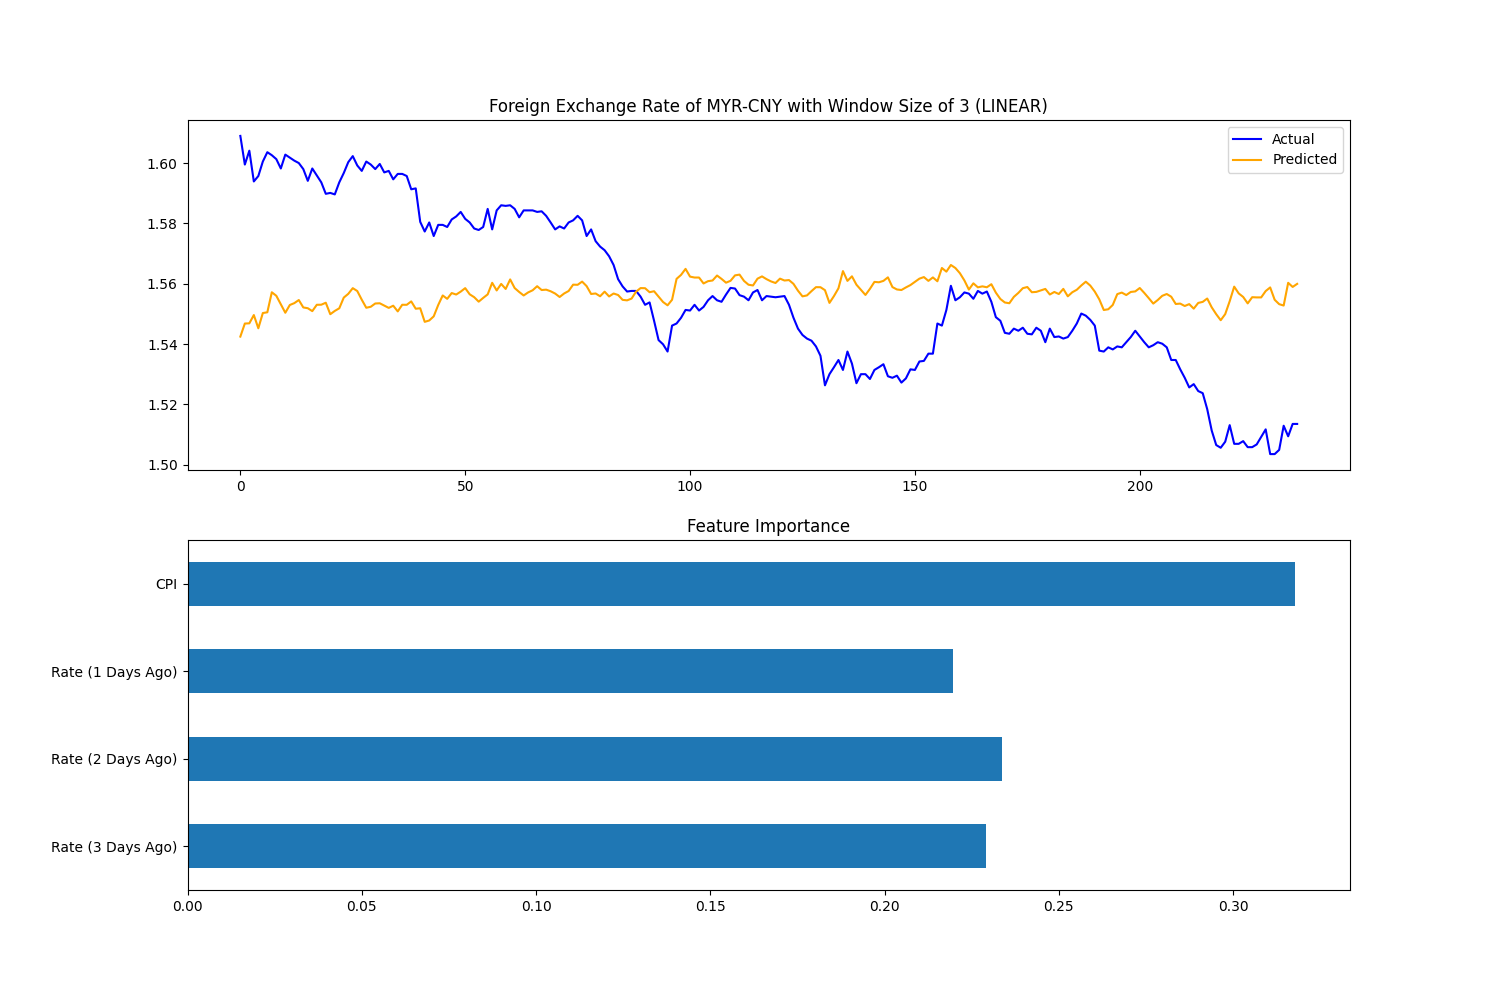 Foreign Exchange Rate of MYR-CNY with Window Size of 3 (LINEAR)
Actual
Predicted
1.60
1.58
1.56
1.54
1.52
1.50
0 50 100 150 200
Feature Importance
CPI
Rate (1 Days Ago)
Rate (2 Days Ago)
Rate (3 Days Ago)
0.00 0.05 0.10 0.15 0.20 0.25 0.30